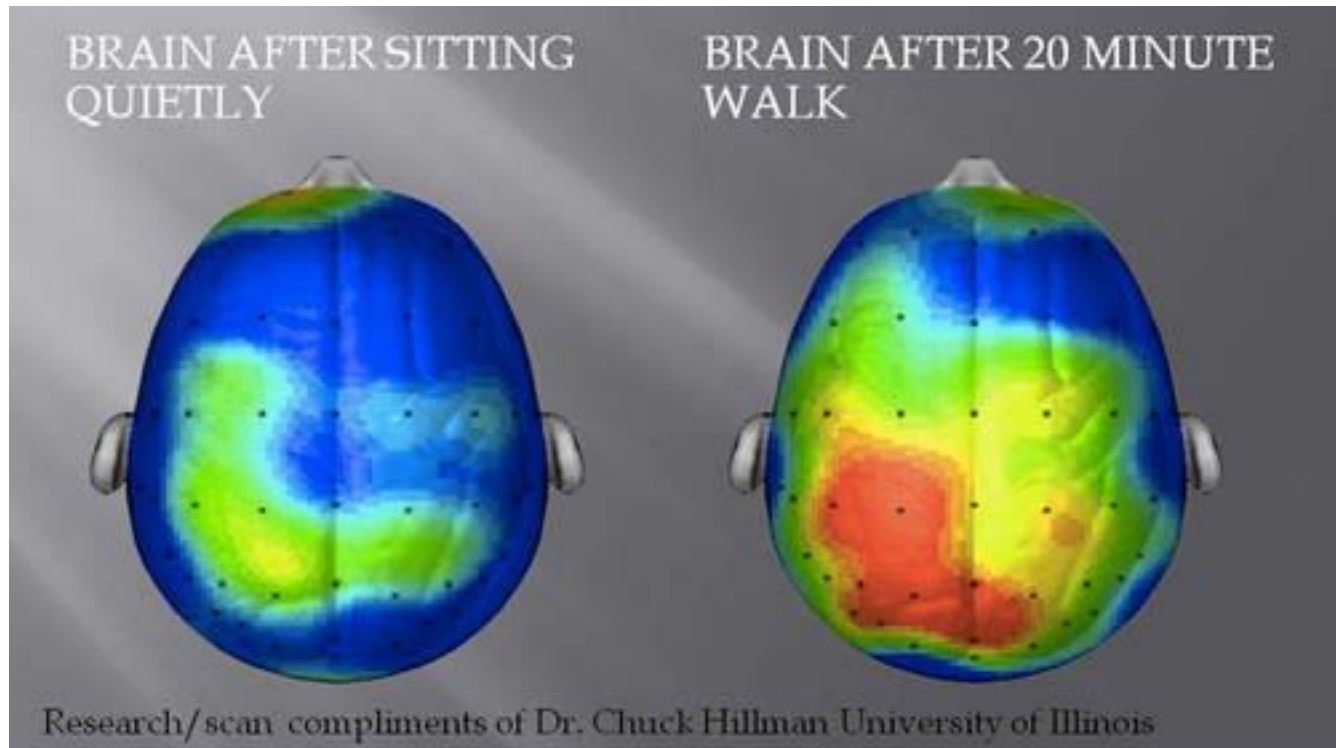 BRAIN AFTER SITTING
QUIETLY
BRAIN AFTER 20 MINUTE
WALK
Research/scan compliments of Dr. Chuck Hillman University of Illinois